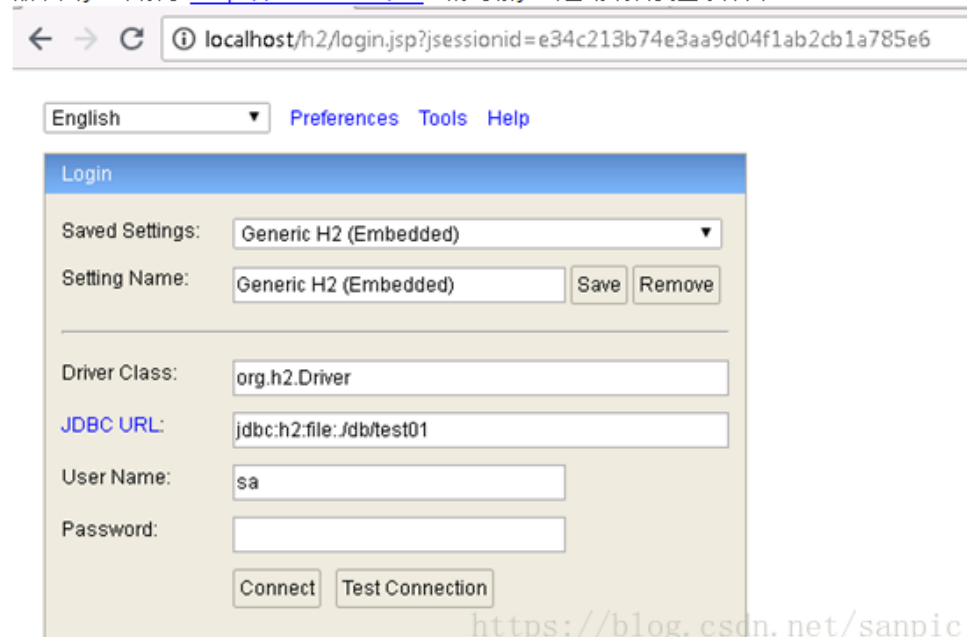 localhost/h2/login.jsp?jsessionid=e34c213b74e3aa9d04f1ab2cb1a785e6
English Preferences Tools Help
Login
Saved Settings: Generic H2 (Embedded)
Setting Name: Generic H2 (Embedded) Save Remove
Driver Class: org.h2.Driver
JDBC URL: jdbc:h2:file:./db/test01
User Name: sa
Password:
Connect Test Connection
https://blog.csdn.net/sanpic